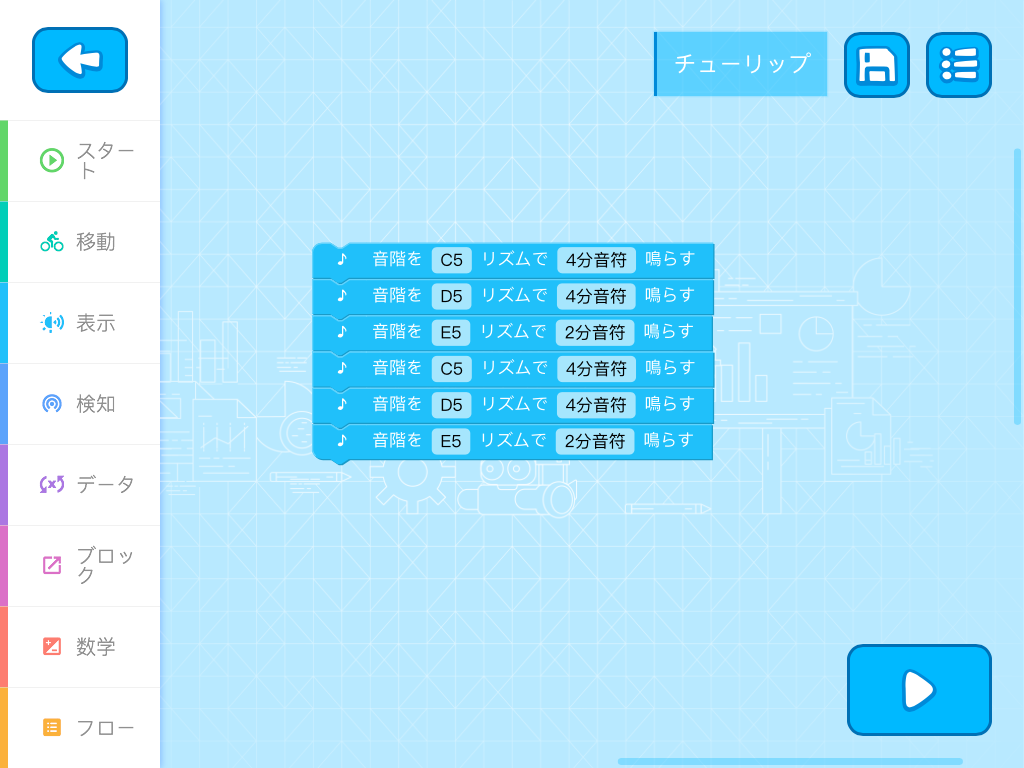 チューリップ
スタート
移動
表示
検知
データ
ブロック
数学
フロー
音階を C5 リズムで 4分音符 鳴らす
音階を D5 リズムで 4分音符 鳴らす
音階を E5 リズムで 2分音符 鳴らす
音階を C5 リズムで 4分音符 鳴らす
音階を D5 リズムで 4分音符 鳴らす
音階を E5 リズムで 2分音符 鳴らす